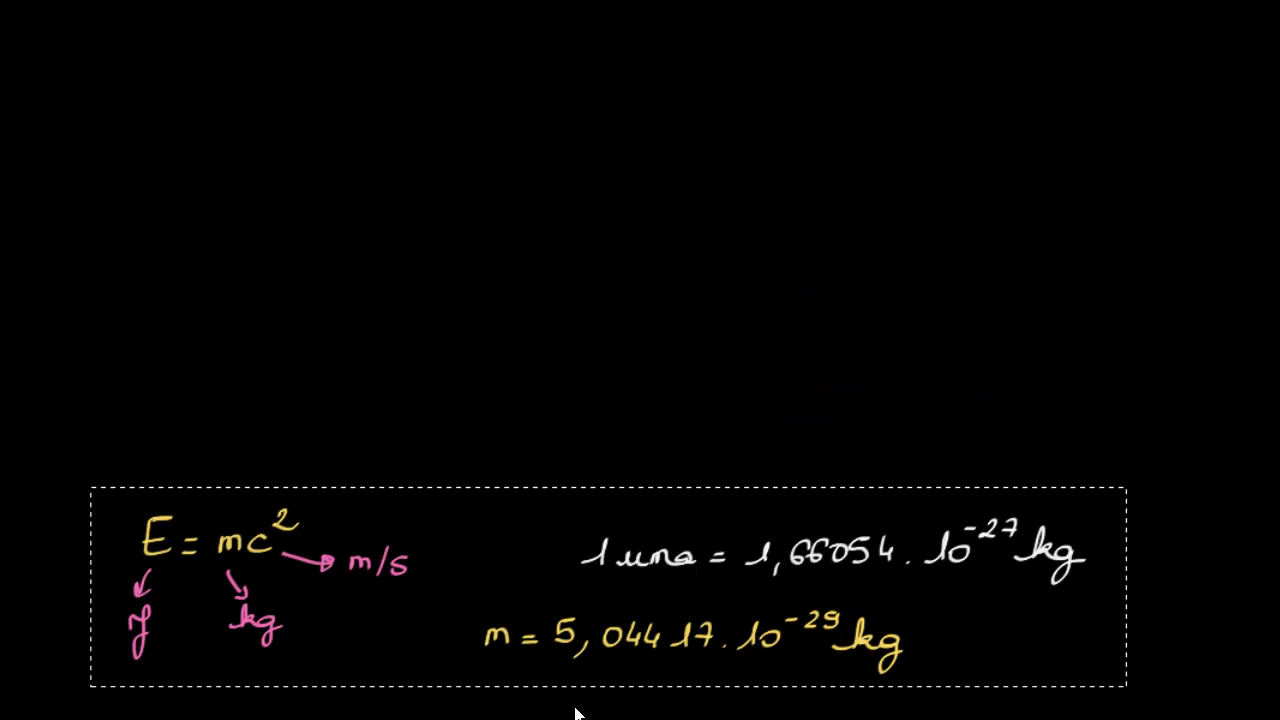 E = mc² → m/s
J kg
1 uma = 1,66054 . 10⁻²⁷ kg
m = 5,04417 . 10⁻²⁹ kg